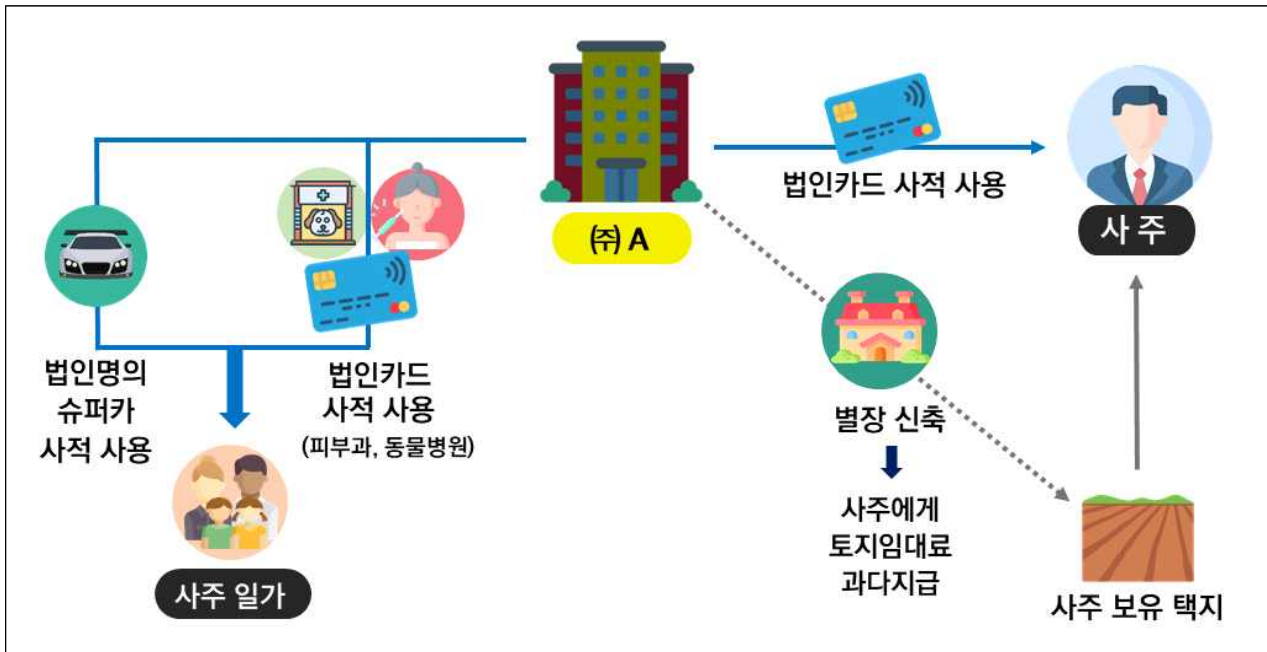 ㈜ A
법인카드 사적 사용
사 주
법인명의
슈퍼카
사적 사용
법인카드
사적 사용
(피부과, 동물병원)
별장 신축
사주에게
토지임대료
과다지급
사주 일가
사주 보유 택지